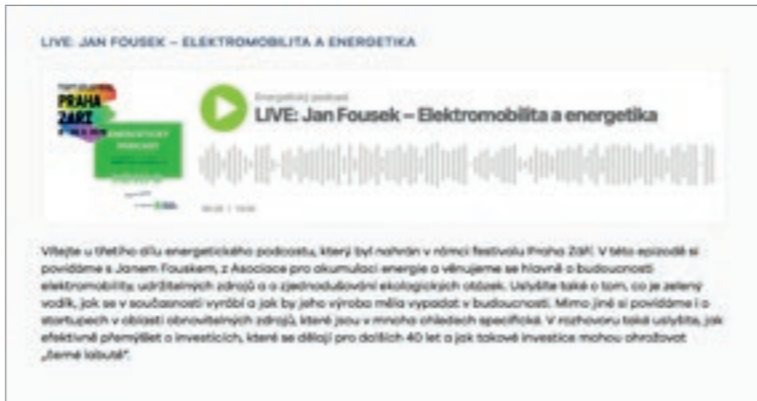 LIVE: JAN FOUSEK – ELEKTROMOBILITA A ENERGETIKA
PRAHA
ZÁŘÍ
ENERGETICKÝ
PODCAST
Energetický podcast
LIVE: Jan Fousek – Elektromobilita a energetika
Vítejte u třetího dílu energetického podcastu, který byl nahrán v rámci festivalu Praha Září. V této epizodě si
povídáme s Janem Fouskem, z Asociace pro akumulaci energie a věnujeme se hlavně o budoucnosti
elektromobility, udržitelných zdrojů a o zjednodušování ekologických otázek. Uslyšíte také o tom, co je zelený
vodík, jak se v současnosti vyrábí a jak by jeho výroba měla vypadat v budoucnosti. Mimo jiné si povídáme i o
startupech v oblasti obnovitelných zdrojů, které jsou v mnoha ohledech specifické. V rozhovoru také uslyšíte, jak
efektivně přemýšlet o investicích, které se dělají pro dalších 40 let a jak takové investice mohou ohrožovat
„černé labutě“.